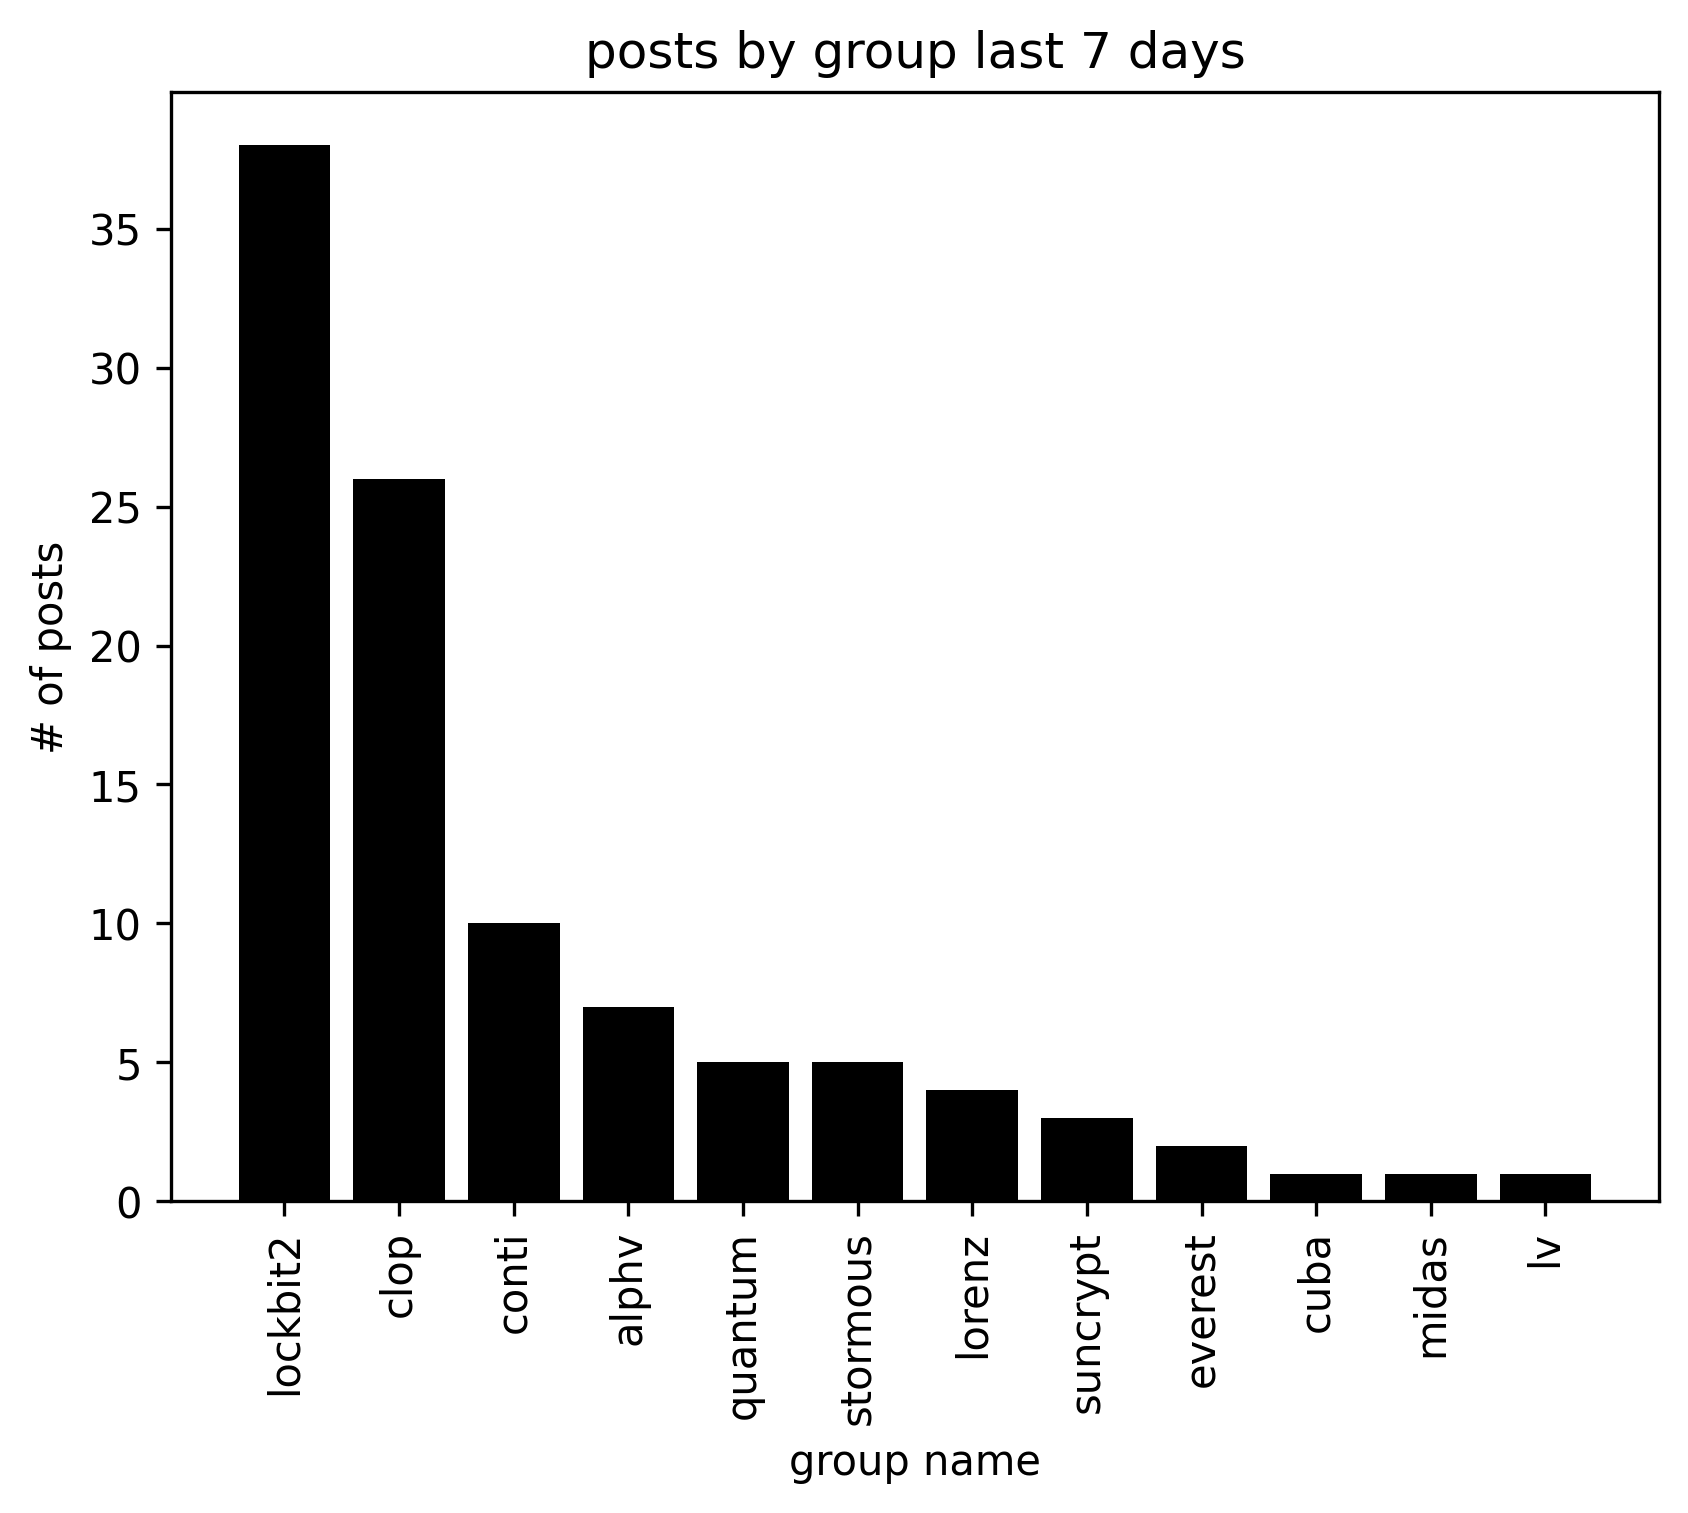 posts by group last 7 days
# of posts
35
30
25
20
15
10
5
0
lockbit2
clop
conti
alphv
quantum
stormous
lorenz
suncrypt
everest
cuba
midas
lv
group name